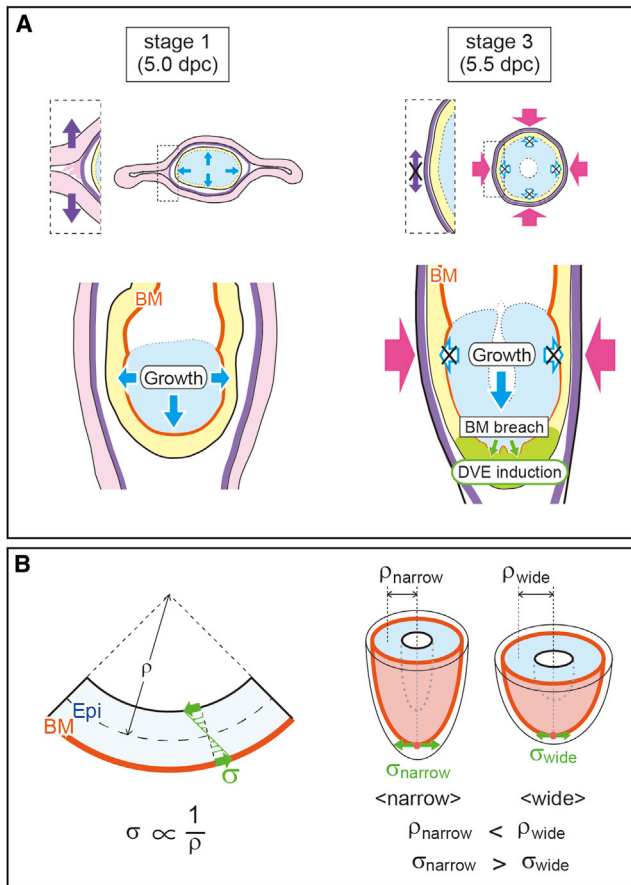 A
stage 1
(5.0 dpc)
stage 3
(5.5 dpc)
BM
Growth
BM
Growth
BM breach
DVE induction
B
ρ
Epi
BM
σ
σ ∝ 1/ρ
ρnarrow
ρwide
σnarrow
σwide
<narrow>
<wide>
ρnarrow < ρwide
σnarrow > σwide